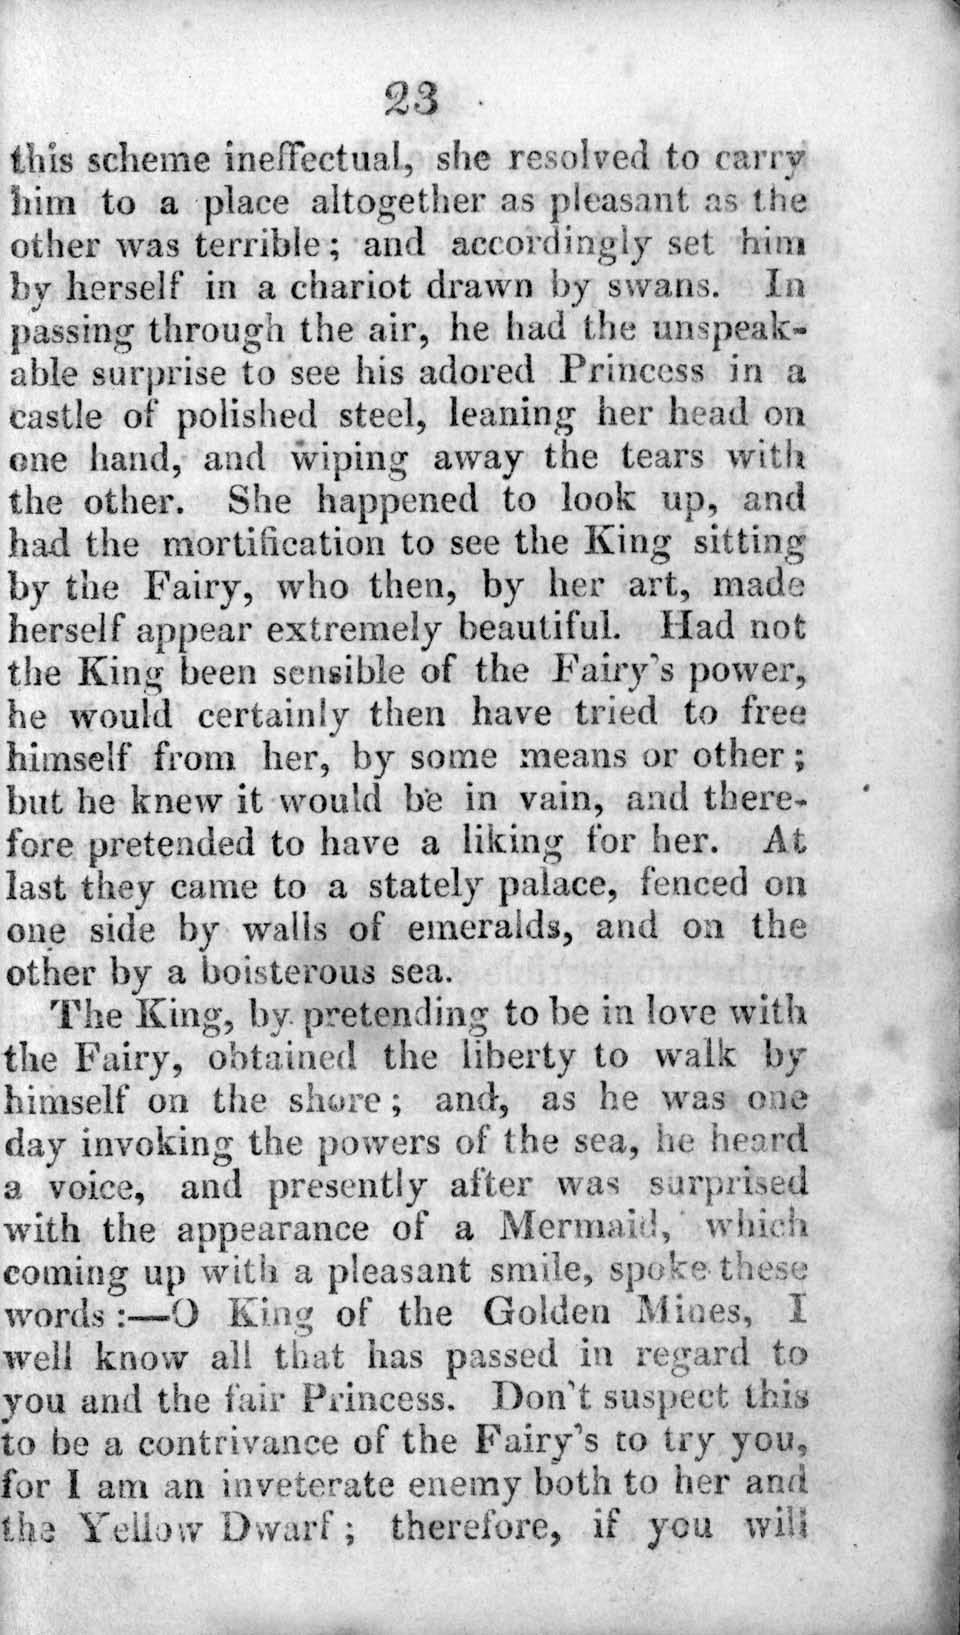 23
this scheme ineffectual, she resolved to carry
him to a place altogether as pleasant as the
other was terrible; and accordingly set him
by herself in a chariot drawn by swans. In
passing through the air, he had the unspeak-
able surprise to see his adored Princess in a
castle of polished steel, leaning her head on
one hand, and wiping away the tears with
the other. She happened to look up, and
had the mortification to see the King sitting
by the Fairy, who then, by her art, made
herself appear extremely beautiful. Had not
the King been sensible of the Fairy's power,
he would certainly then have tried to free
himself from her, by some means or other;
but he knew it would be in vain, and there-
fore pretended to have a liking for her. At
last they came to a stately palace, fenced on
one side by walls of emeralds, and on the
other by a boisterous sea.
The King, by pretending to be in love with
the Fairy, obtained the liberty to walk by
himself on the shore; and, as he was one
day invoking the powers of the sea, he heard
a voice, and presently after was surprised
with the appearance of a Mermaid, which
coming up with a pleasant smile, spoke these
words:—O King of the Golden Mines, I
well know all that has passed in regard to
you and the fair Princess. Don't suspect this
to be a contrivance of the Fairy's to try you,
for I am an inveterate enemy both to her and
the Yellow Dwarf; therefore, if you will